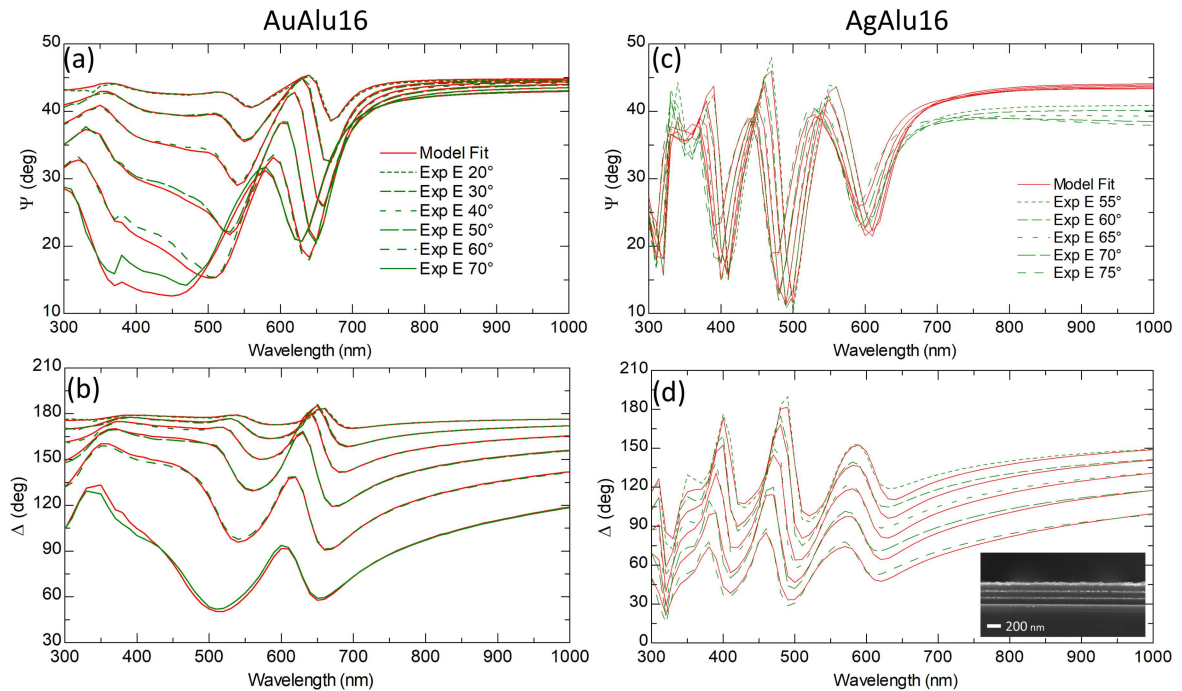 AuAlu16
AgAlu16
(a)
50
40
30
20
10
Ψ (deg)
Model Fit
Exp E 20°
Exp E 30°
Exp E 40°
Exp E 50°
Exp E 60°
Exp E 70°
300 400 500 600 700 800 900 1000
Wavelength (nm)
(c)
50
40
30
20
10
Ψ (deg)
Model Fit
Exp E 55°
Exp E 60°
Exp E 65°
Exp E 70°
Exp E 75°
300 400 500 600 700 800 900 1000
Wavelength (nm)
(b)
210
180
150
120
90
60
30
Δ (deg)
300 400 500 600 700 800 900 1000
Wavelength (nm)
(d)
210
180
150
120
90
60
30
0
Δ (deg)
200 nm
300 400 500 600 700 800 900 1000
Wavelength (nm)